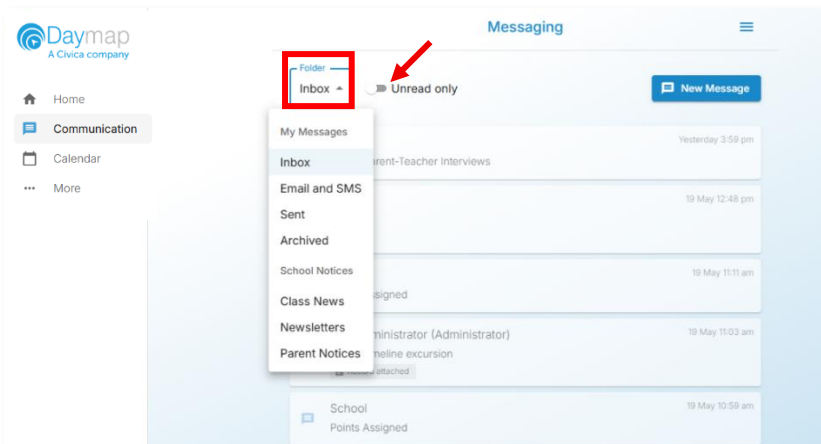 Daymap
A Civica company
Home
Communication
Calendar
More
Messaging
Folder
Inbox
Unread only
New Message
My Messages
Inbox
Email and SMS
Sent
Archived
School Notices
Class News
Newsletters
Parent Notices
Yesterday 3:59 pm
rent-Teacher Interviews
19 May 12:48 pm
19 May 11:11 am
signed
19 May 11:03 am
ministrator (Administrator)
meline excursion
attached
School
19 May 10:59 am
Points Assigned